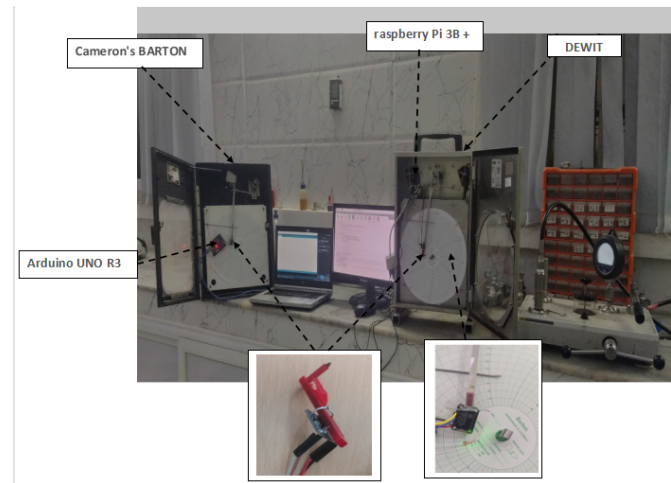 raspberry Pi 3B +
Cameron's BARTON
DEWIT
Arduino UNO R3